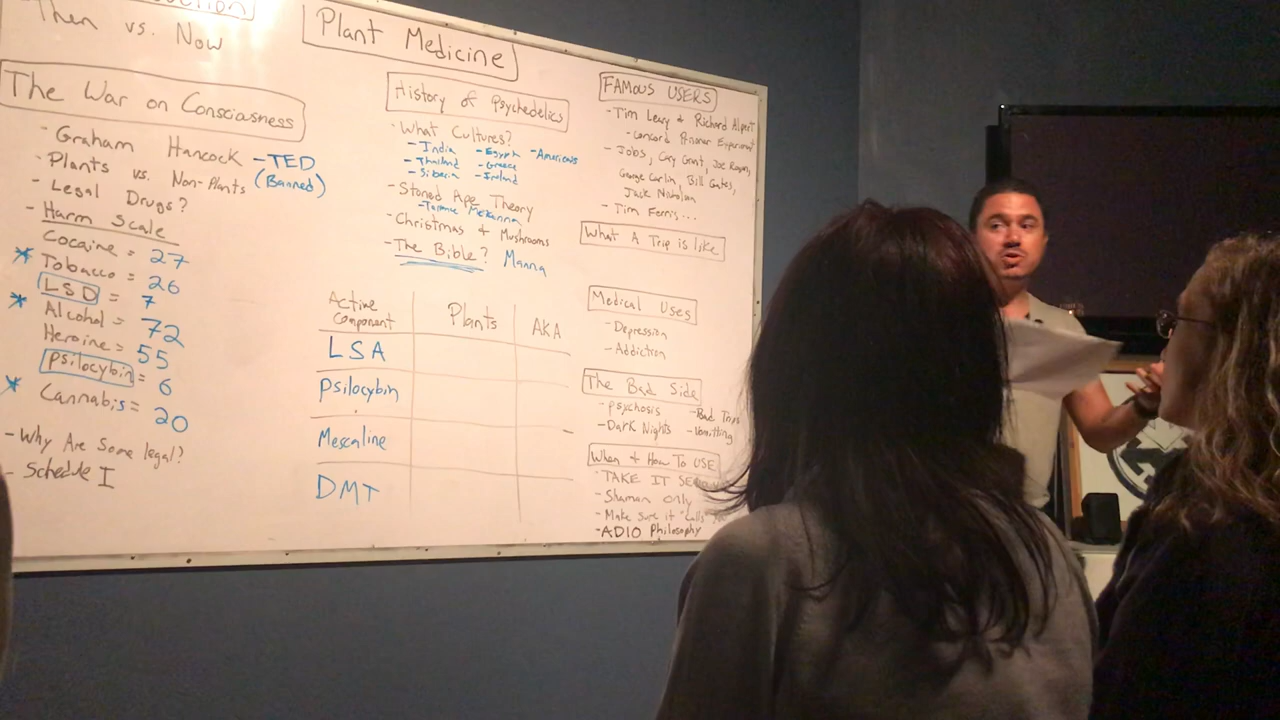 Then vs. Now
Plant Medicine
The War on Consciousness
- Graham Hancock - TED
(Banned)
- Plants vs. Non-Plants
- Legal Drugs?
- Harm Scale
Cocaine = 27
* Tobacco = 26
LSD = 7
* Alcohol = 72
Heroine = 55
Psilocybin = 6
* Cannabis = 20
- Why Are Some legal?
- Schedule I
History of Psychedelics
- What Cultures?
- India - Egypt - Americas
- Thailand - Greece
- Siberia - Ireland
- Stoned Ape Theory
- Christmas & Mushrooms
- The Bible? Manna
Active Component Plants AKA
LSA
Psilocybin
Mescaline
DMT
FAMOUS USERS
- Tim Leary & Richard Alpert
- Concord Prisoner Experiment
- Jobs, Cary Grant, Joe Rogan,
George Carlin, Bill Gates,
Jack
- Tim Ferris...
What A Trip is like
Medical Uses
- Depression
- Addiction
The Bad Side
- Psychosis - Bad Trips
- Dark Nights - Vomitting
When & How To USE
- TAKE IT
- Shaman only
- Make sure it "calls"
- ADIO Philosophy